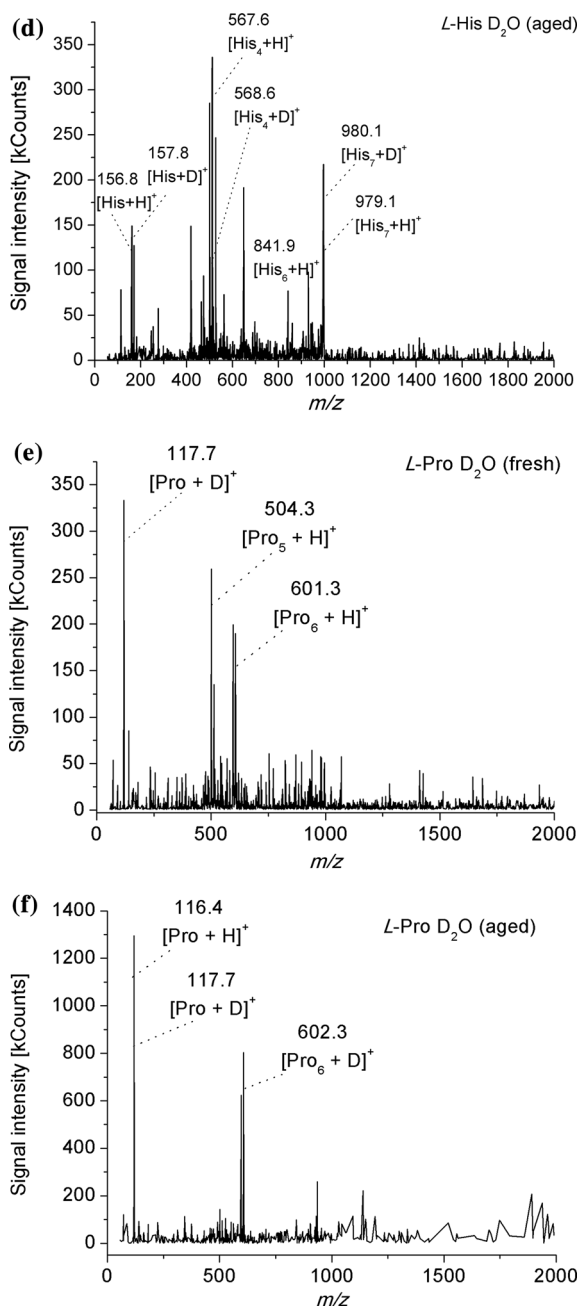 (d)
L-His D₂O (aged)
567.6
[His₄+H]⁺
568.6
[His₄+D]⁺
157.8
[His+D]⁺
156.8
[His+H]⁺
980.1
[His₇+D]⁺
979.1
[His₇+H]⁺
841.9
[His₆+H]⁺
Signal intensity [kCounts]
350
300
250
200
150
100
50
0
0 200 400 600 800 1000 1200 1400 1600 1800 2000
m/z
(e)
L-Pro D₂O (fresh)
117.7
[Pro + D]⁺
504.3
[Pro₅ + H]⁺
601.3
[Pro₆ + H]⁺
Signal intensity [kCounts]
350
300
250
200
150
100
50
0
0 500 1000 1500 2000
m/z
(f)
L-Pro D₂O (aged)
116.4
[Pro + H]⁺
117.7
[Pro + D]⁺
602.3
[Pro₆ + D]⁺
Signal intensity [kCounts]
1400
1200
1000
800
600
400
200
0
0 500 1000 1500 2000
m/z